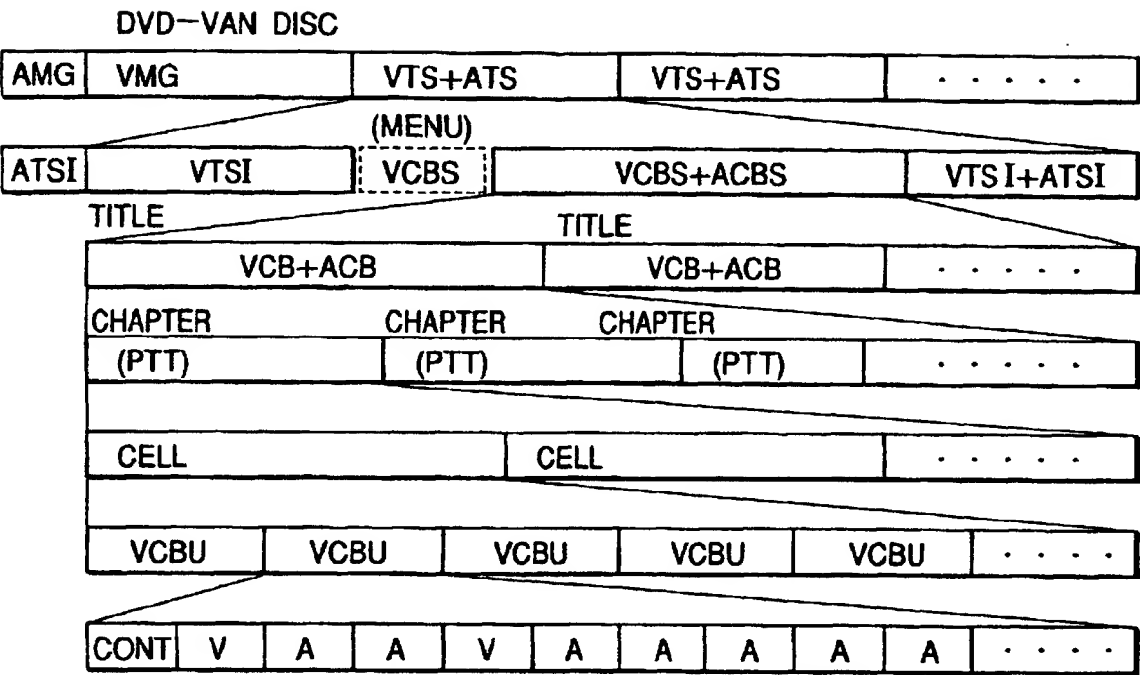 DVD-VAN DISC
AMG VMG VTS+ATS VTS+ATS · · · · ·
(MENU)
ATSI VTSI VCBS VCBS+ACBS VTSI+ATSI
TITLE TITLE
VCB+ACB VCB+ACB · · · · ·
CHAPTER CHAPTER CHAPTER
(PTT) (PTT) (PTT) · · · · ·
CELL CELL · · · · ·
VCBU VCBU VCBU VCBU VCBU · · · ·
CONT V A A V A A A A A · · · ·